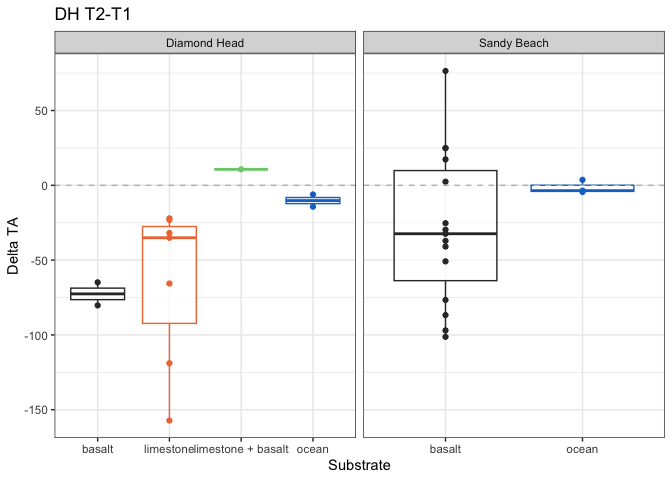 DH T2-T1
Diamond Head
Sandy Beach
50
0
-50
-100
-150
Delta TA
basalt limestone limestone + basalt ocean
basalt ocean
Substrate